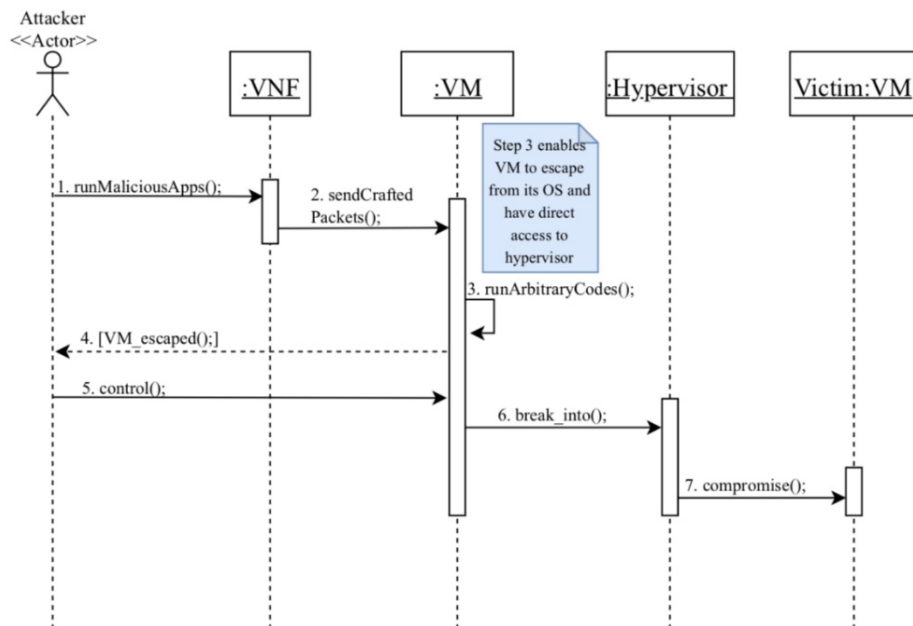 Attacker
<<Actor>>
:VNF
:VM
:Hypervisor
Victim:VM
Step 3 enables
VM to escape
from its OS and
have direct
access to
hypervisor
1. runMaliciousApps();
2. sendCrafted
Packets();
3. runArbitraryCodes();
4. [VM_escaped();]
5. control();
6. break_into();
7. compromise();